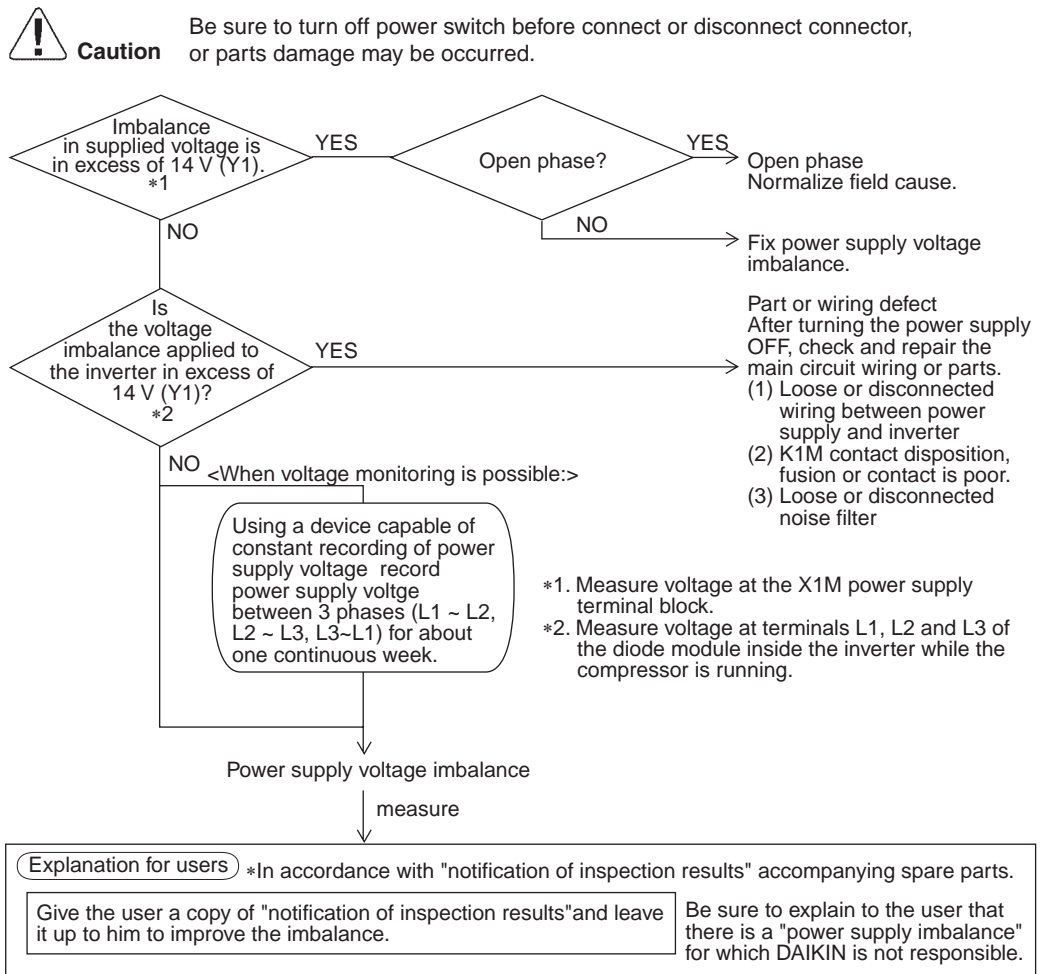 Caution
Be sure to turn off power switch before connect or disconnect connector,
or parts damage may be occurred.
Imbalance
in supplied voltage is
in excess of 14 V (Y1).
*1
YES
Open phase?
YES
Open phase
Normalize field cause.
NO
NO
Fix power supply voltage
imbalance.
Is
the voltage
imbalance applied to
the inverter in excess of
14 V (Y1)?
*2
YES
Part or wiring defect
After turning the power supply
OFF, check and repair the
main circuit wiring or parts.
(1) Loose or disconnected
wiring between power
supply and inverter
(2) K1M contact disposition,
fusion or contact is poor.
(3) Loose or disconnected
noise filter
NO
<When voltage monitoring is possible:>
Using a device capable of
constant recording of power
supply voltage record
power supply voltge
between 3 phases (L1 ~ L2,
L2 ~ L3, L3~L1) for about
one continuous week.
*1. Measure voltage at the X1M power supply
terminal block.
*2. Measure voltage at terminals L1, L2 and L3 of
the diode module inside the inverter while the
compressor is running.
Power supply voltage imbalance
measure
Explanation for users *In accordance with "notification of inspection results" accompanying spare parts.
Give the user a copy of "notification of inspection results"and leave
it up to him to improve the imbalance.
Be sure to explain to the user that
there is a "power supply imbalance"
for which DAIKIN is not responsible.